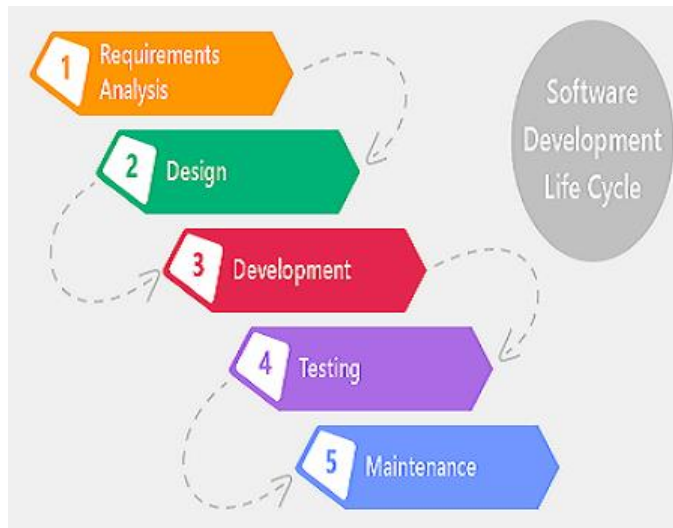 1 Requirements
Analysis
2 Design
3 Development
4 Testing
5 Maintenance
Software
Development
Life Cycle